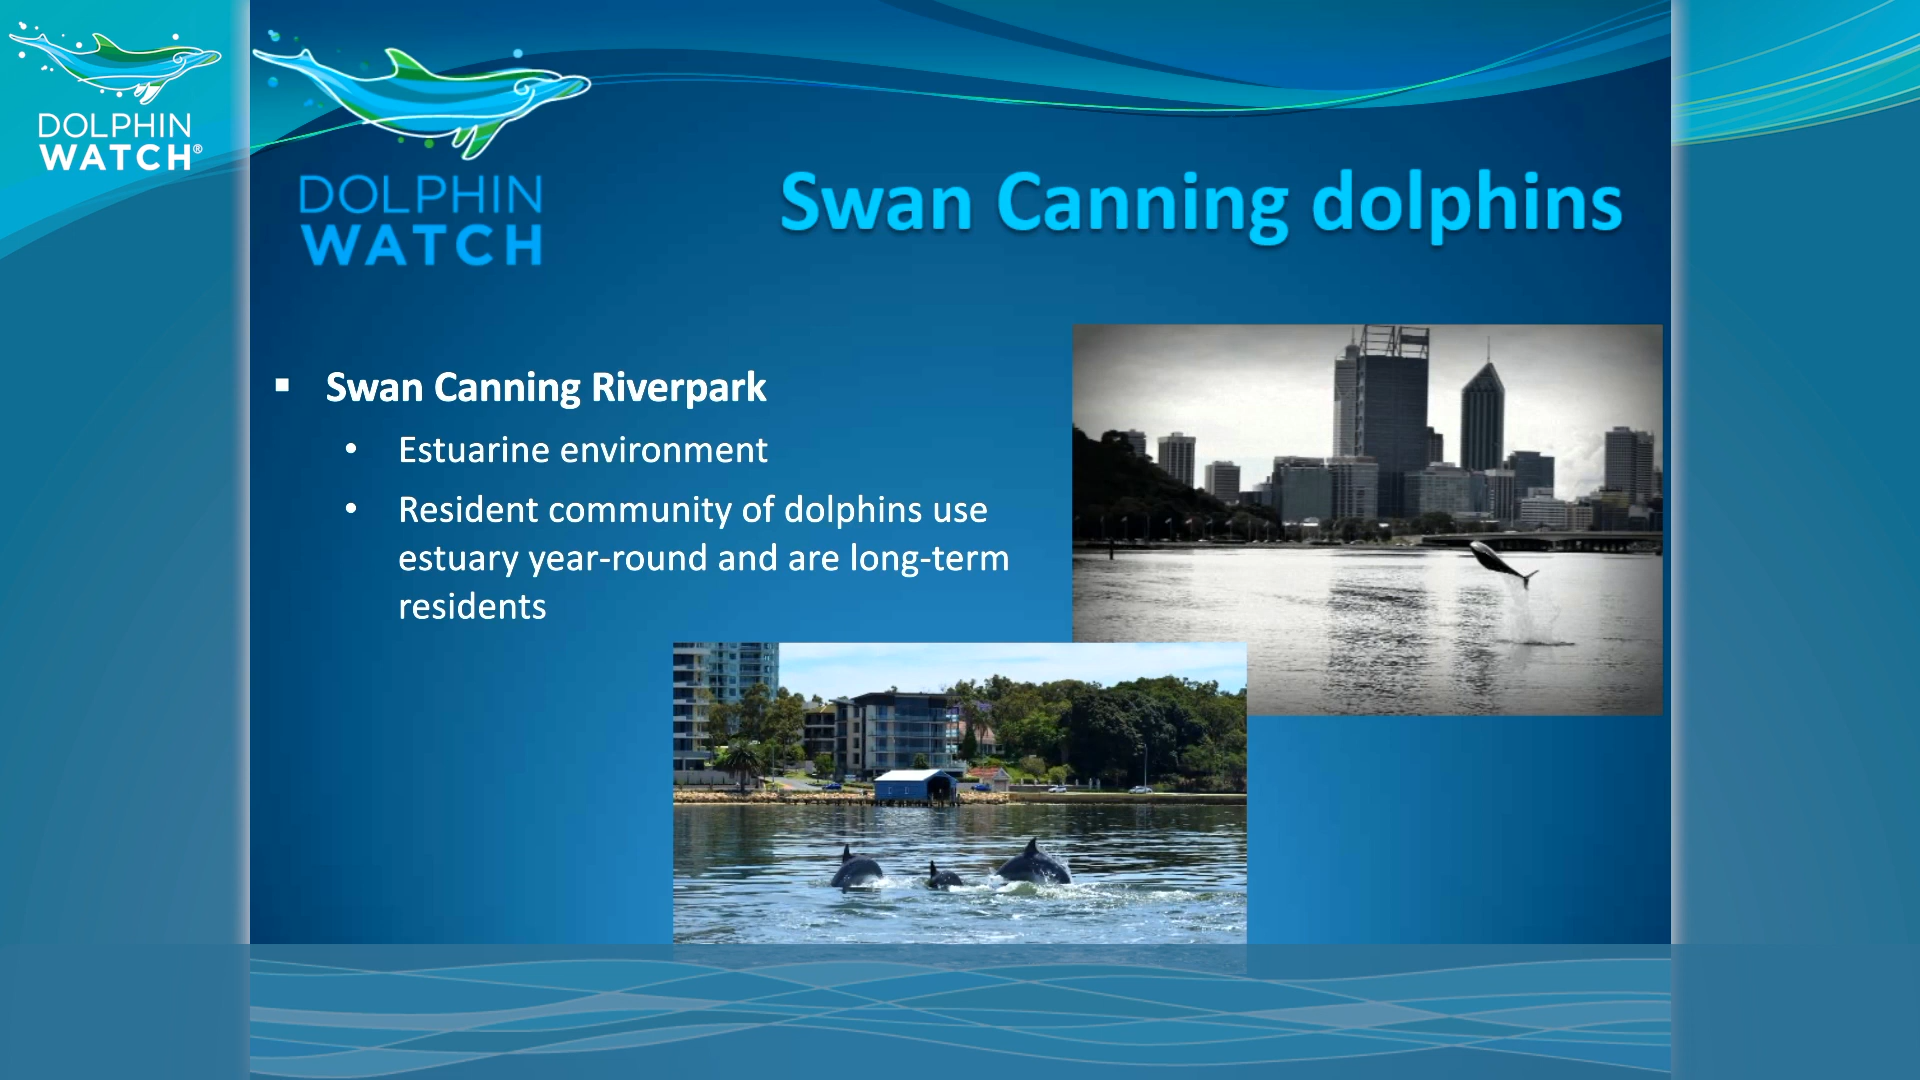 DOLPHIN
WATCH®
DOLPHIN
WATCH
Swan Canning dolphins
▪ Swan Canning Riverpark
• Estuarine environment
• Resident community of dolphins use
estuary year-round and are long-term
residents